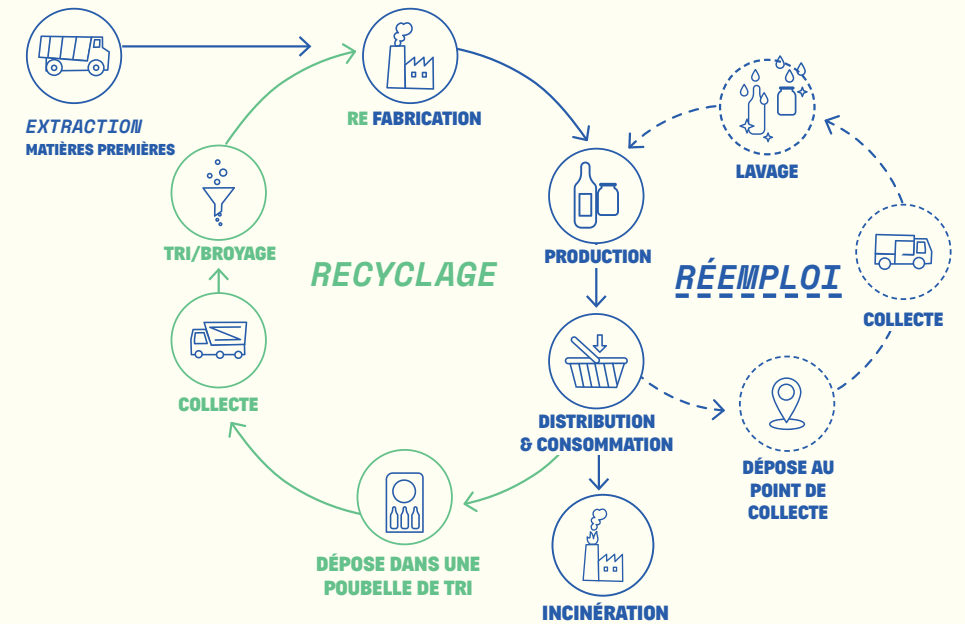 EXTRACTION
MATIÈRES PREMIÈRES
RE FABRICATION
LAVAGE
TRI/BROYAGE
RECYCLAGE
PRODUCTION
RÉEMPLOI
COLLECTE
COLLECTE
DISTRIBUTION
& CONSOMMATION
DÉPOSE AU
POINT DE
COLLECTE
DÉPOSE DANS UNE
POUBELLE DE TRI
INCINÉRATION